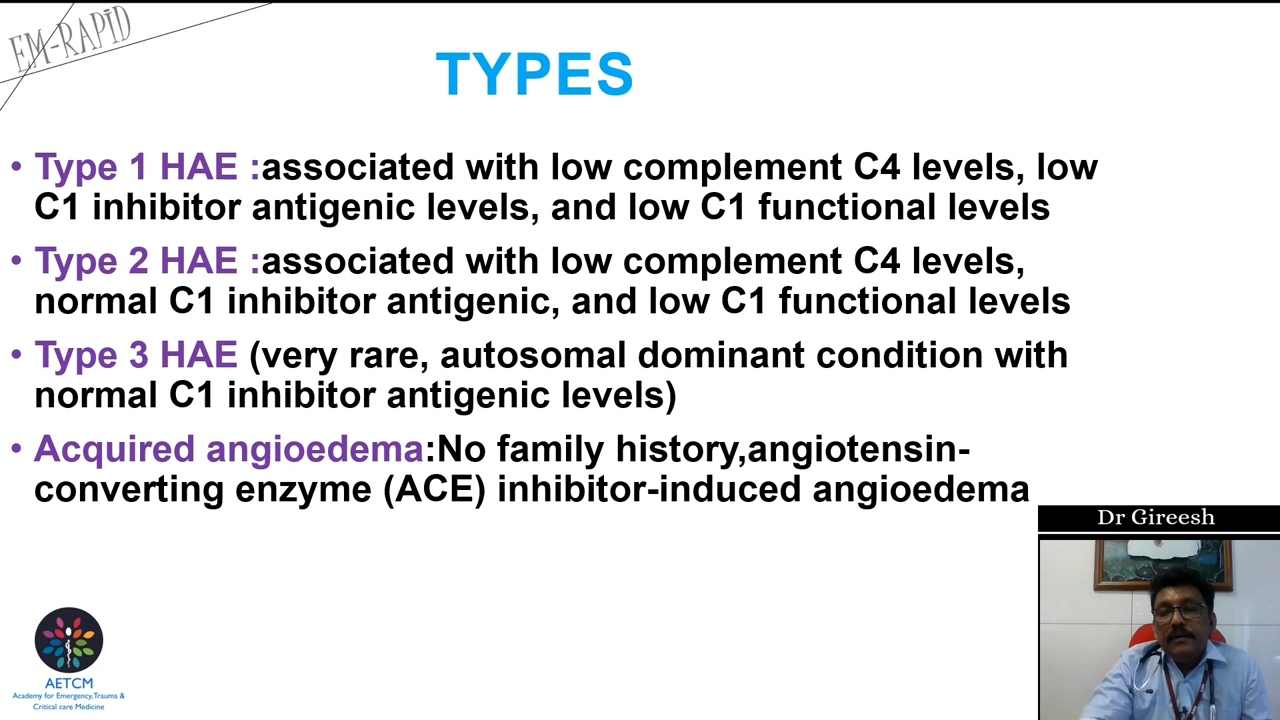 EM-RAPiD
TYPES
• Type 1 HAE :associated with low complement C4 levels, low
C1 inhibitor antigenic levels, and low C1 functional levels
• Type 2 HAE :associated with low complement C4 levels,
normal C1 inhibitor antigenic, and low C1 functional levels
• Type 3 HAE (very rare, autosomal dominant condition with
normal C1 inhibitor antigenic levels)
• Acquired angioedema:No family history,angiotensin-
converting enzyme (ACE) inhibitor-induced angioedema
Dr Gireesh
AETCM
Academy for Emergency, Trauma &
Critical care Medicine